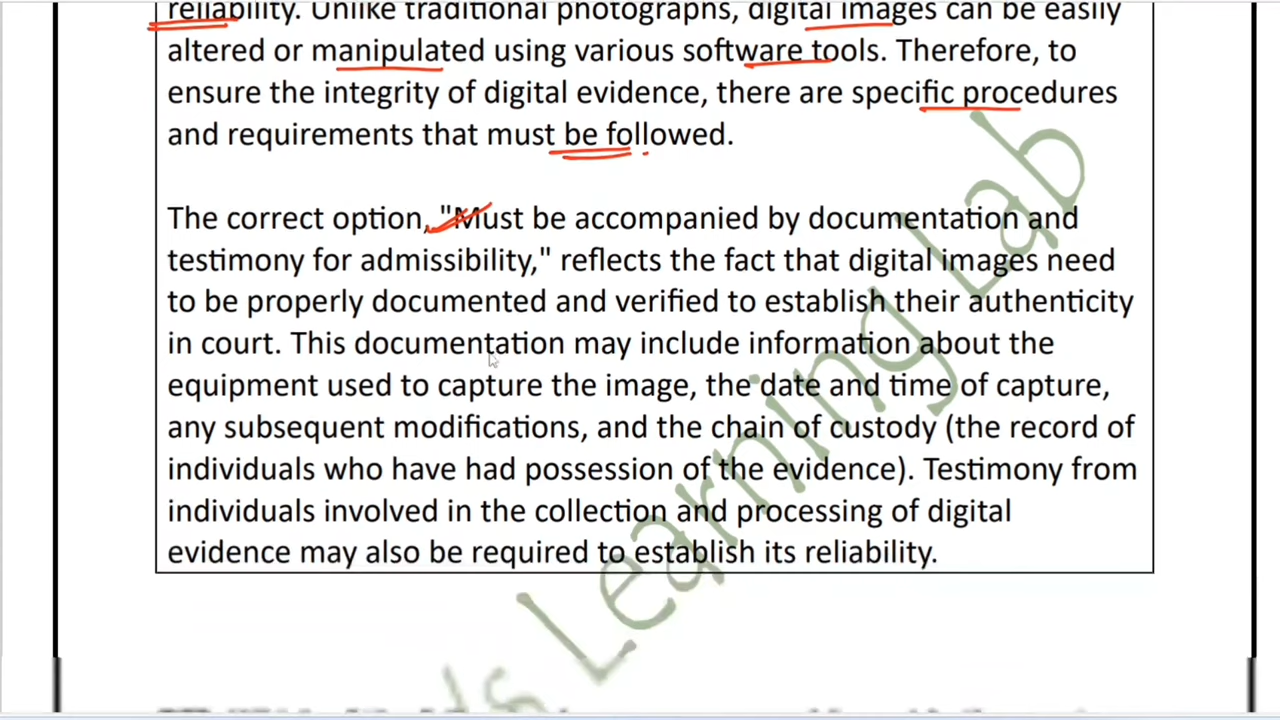 reliability. Unlike traditional photographs, digital images can be easily
altered or manipulated using various software tools. Therefore, to
ensure the integrity of digital evidence, there are specific procedures
and requirements that must be followed.
The correct option, "Must be accompanied by documentation and
testimony for admissibility," reflects the fact that digital images need
to be properly documented and verified to establish their authenticity
in court. This documentation may include information about the
equipment used to capture the image, the date and time of capture,
any subsequent modifications, and the chain of custody (the record of
individuals who have had possession of the evidence). Testimony from
individuals involved in the collection and processing of digital
evidence may also be required to establish its reliability.
Learning Lab